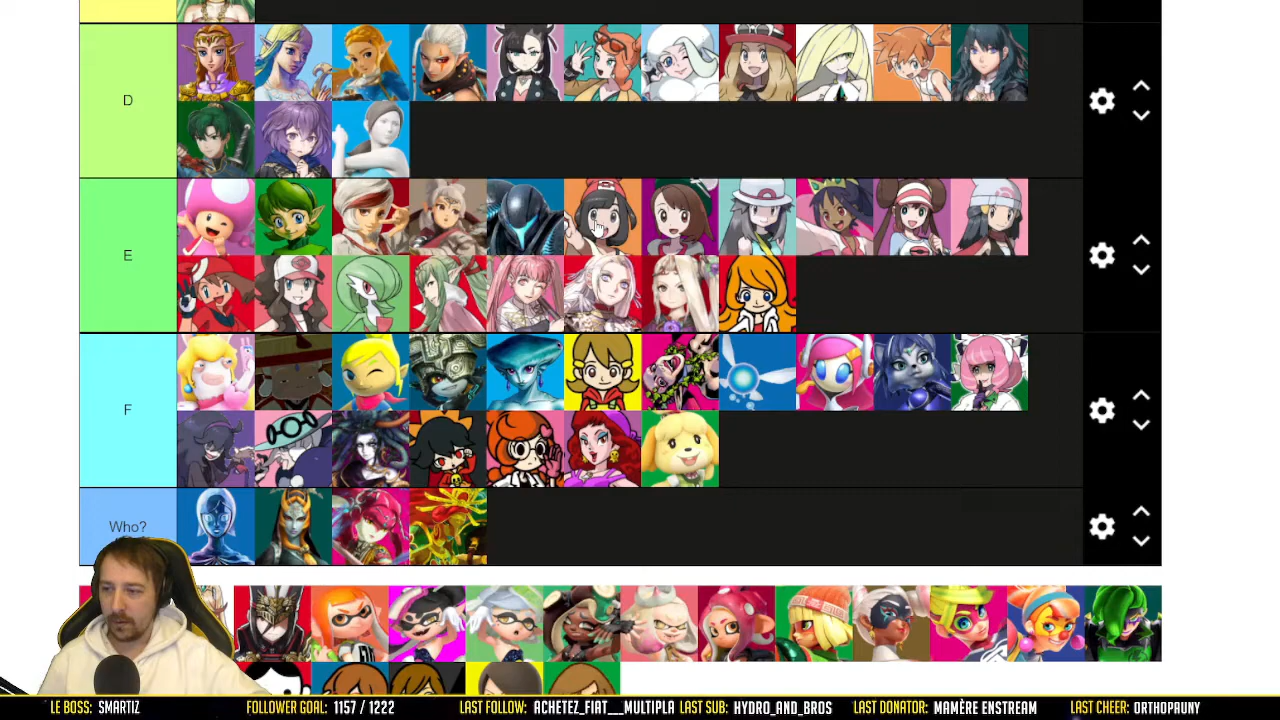 D
E
F
Who?
LE BOSS: SMARTIZ FOLLOWER GOAL: 1157 / 1222 LAST FOLLOW: ACHETEZ_FIAT__MULTIPLA LAST SUB: HYDRO_AND_BROS LAST DONATOR: MAMÈRE ENSTREAM LAST CHEER: ORTHOPAUNY